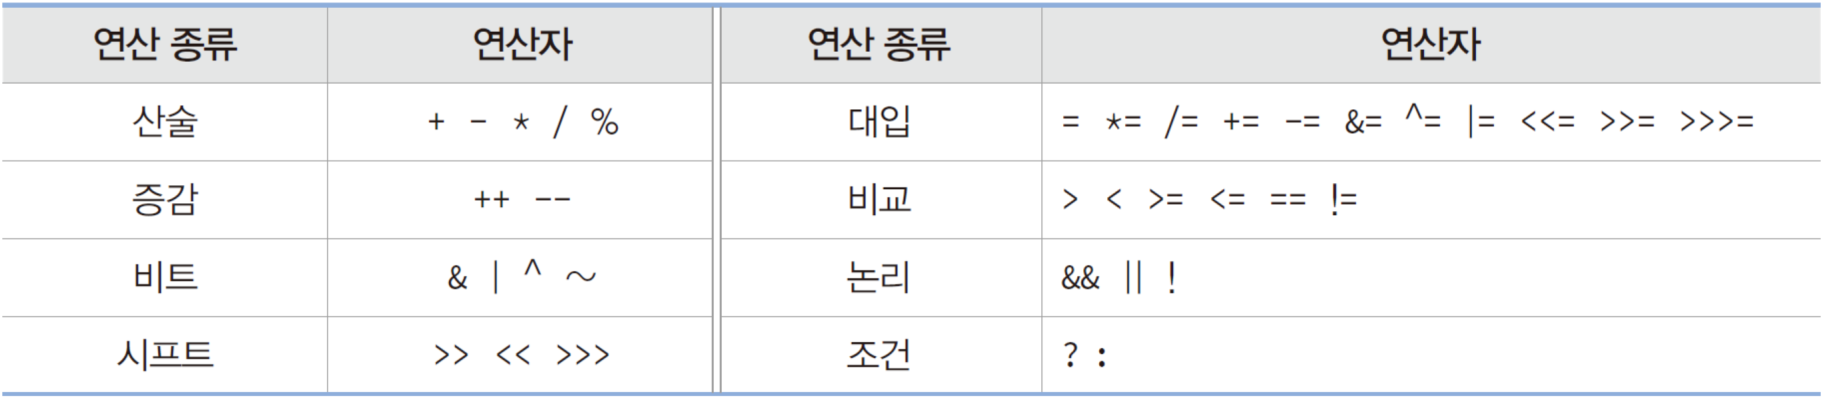 연산 종류 연산자 연산 종류 연산자
산술 + - * / % 대입 = *= /= += -= &= ^= |= <<= >>= >>>=
증감 ++ -- 비교 > < >= <= == !=
비트 & | ^ ~ 논리 && || !
시프트 >> << >>> 조건 ? :